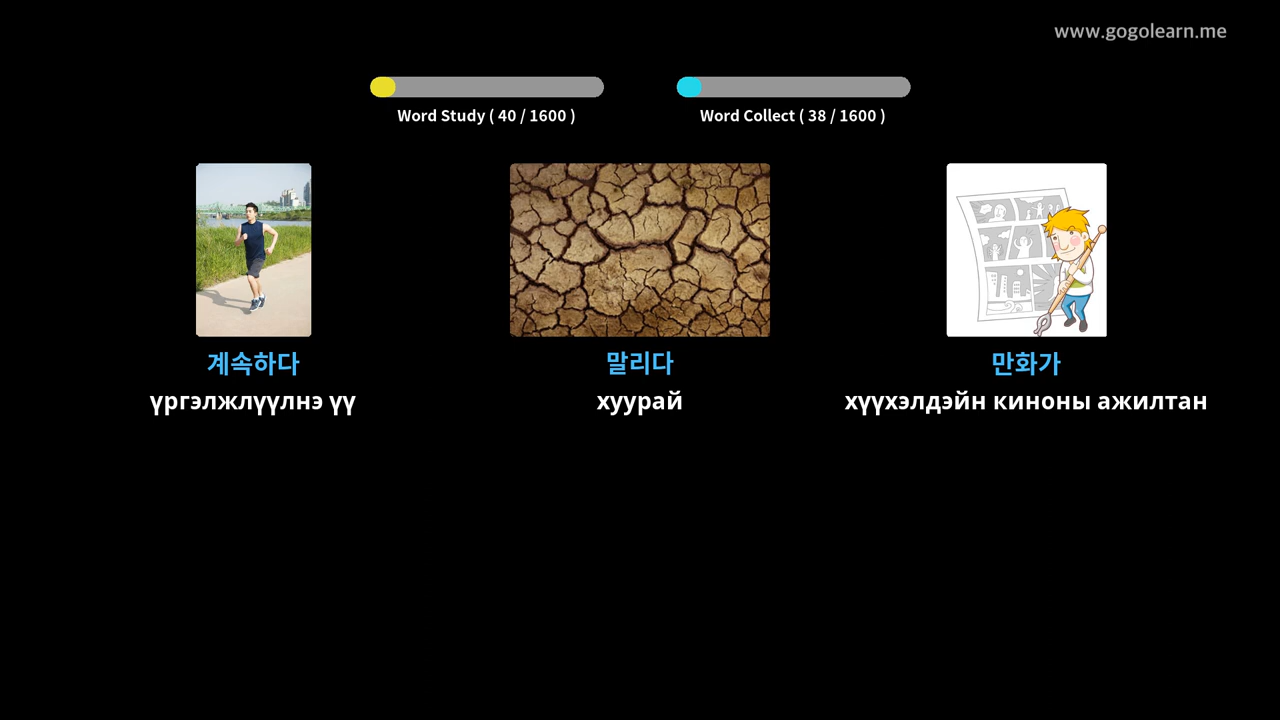 www.gogolearn.me
Word Study ( 40 / 1600 )
Word Collect ( 38 / 1600 )
계속하다
말리다
만화가
үргэлжлүүлнэ үү
хуурай
хүүхэлдэйн киноны ажилтан